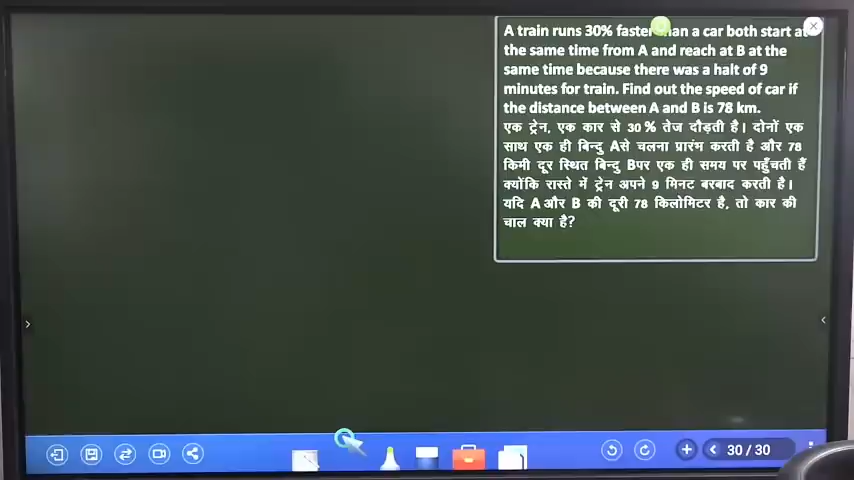 A train runs 30% faster than a car both start at
the same time from A and reach at B at the
same time because there was a halt of 9
minutes for train. Find out the speed of car if
the distance between A and B is 78 km.
एक ट्रेन, एक कार से 30 % तेज दौड़ती है। दोनों एक
साथ एक ही बिन्दु Aसे चलना प्रारंभ करती है और 78
किमी दूर स्थित बिन्दु Bपर एक ही समय पर पहुँचती हैं
क्योंकि रास्ते में ट्रेन अपने 9 मिनट बरबाद करती है।
यदि A और B की दूरी 78 किलोमिटर है, तो कार की
चाल क्या है?
30 / 30